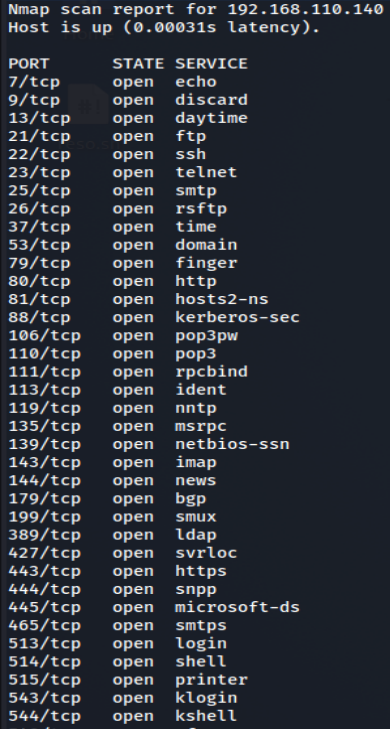 Nmap scan report for 192.168.110.140
Host is up (0.00031s latency).
PORT STATE SERVICE
7/tcp open echo
9/tcp open discard
13/tcp open daytime
21/tcp open ftp
22/tcp open ssh
23/tcp open telnet
25/tcp open smtp
26/tcp open rsftp
37/tcp open time
53/tcp open domain
79/tcp open finger
80/tcp open http
81/tcp open hosts2-ns
88/tcp open kerberos-sec
106/tcp open pop3pw
110/tcp open pop3
111/tcp open rpcbind
113/tcp open ident
119/tcp open nntp
135/tcp open msrpc
139/tcp open netbios-ssn
143/tcp open imap
144/tcp open news
179/tcp open bgp
199/tcp open smux
389/tcp open ldap
427/tcp open svrloc
443/tcp open https
444/tcp open snpp
445/tcp open microsoft-ds
465/tcp open smtps
513/tcp open login
514/tcp open shell
515/tcp open printer
543/tcp open klogin
544/tcp open kshell